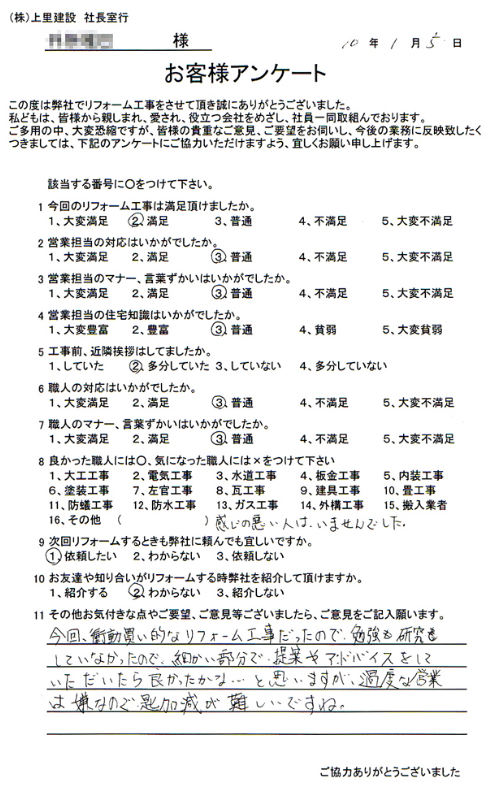 (株)上里建設 社長室行
様
10 年 1 月 5 日
お客様アンケート
この度は弊社でリフォーム工事をさせて頂き誠にありがとうございました。
私どもは、皆様から親しまれ、愛され、役立つ会社をめざし、社員一同取組んでおります。
ご多用の中、大変恐縮ですが、皆様の貴重なご意見、ご要望をお伺いし、今後の業務に反映致したく
つきましては、下記のアンケートにご協力いただけますよう、宜しくお願い申し上げます。
該当する番号に〇をつけて下さい。
1 今回のリフォーム工事は満足頂けましたか。
1、大変満足 2、満足 3、普通 4、不満足 5、大変不満足
2 営業担当の対応はいかがでしたか。
1、大変満足 2、満足 3、普通 4、不満足 5、大変不満足
3 営業担当のマナー、言葉ずかいはいかがでしたか。
1、大変満足 2、満足 3、普通 4、不満足 5、大変不満足
4 営業担当の住宅知識はいかがでしたか。
1、大変豊富 2、豊富 3、普通 4、貧弱 5、大変貧弱
5 工事前、近隣挨拶はしてましたか。
1、していた 2、多分していた 3、していない 4、多分していない
6 職人の対応はいかがでしたか。
1、大変満足 2、満足 3、普通 4、不満足 5、大変不満足
7 職人のマナー、言葉ずかいはいかがでしたか。
1、大変満足 2、満足 3、普通 4、不満足 5、大変不満足
8 良かった職人には〇、気になった職人には×をつけて下さい
1、大工工事 2、電気工事 3、水道工事 4、板金工事 5、内装工事
6、塗装工事 7、左官工事 8、瓦工事 9、建具工事 10、畳工事
11、防蟻工事 12、防水工事 13、ガス工事 14、外構工事 15、搬入業者
16、その他 ( ) 感じの悪い人は、いませんでした。
9 次回リフォームするときも弊社に頼んでも宜しいですか。
1、依頼したい 2、わからない 3、依頼しない
10 お友達や知り合いがリフォームする時弊社を紹介して頂けますか。
1、紹介する 2、わからない 3、紹介しない
11 その他お気付きな点やご要望、ご意見等ございましたら、ご意見をご記入願います。
今回、衝動買い的なリフォーム工事だったので、勉強も研究も
していなかったので、細かい部分で、提案やアドバイスをして
いただいたら良かったかな…と思いますが、過度な営業
は嫌なので匙加減が難しいですね。
ご協力ありがとうございました